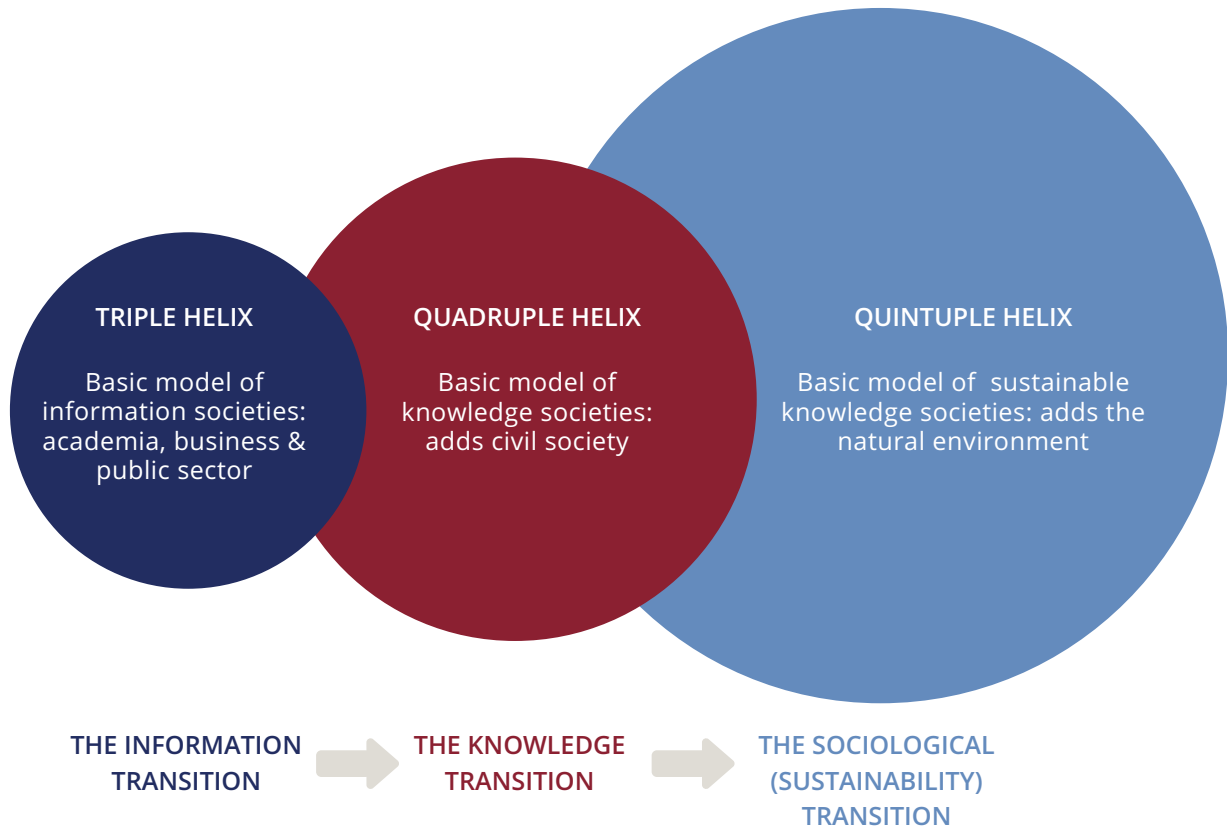 TRIPLE HELIX
Basic model of
information societies:
academia, business &
public sector
QUADRUPLE HELIX
Basic model of
knowledge societies:
adds civil society
QUINTUPLE HELIX
Basic model of  sustainable
knowledge societies: adds the
natural environment
THE INFORMATION
TRANSITION
THE KNOWLEDGE
TRANSITION
THE SOCIOLOGICAL
(SUSTAINABILITY)
TRANSITION